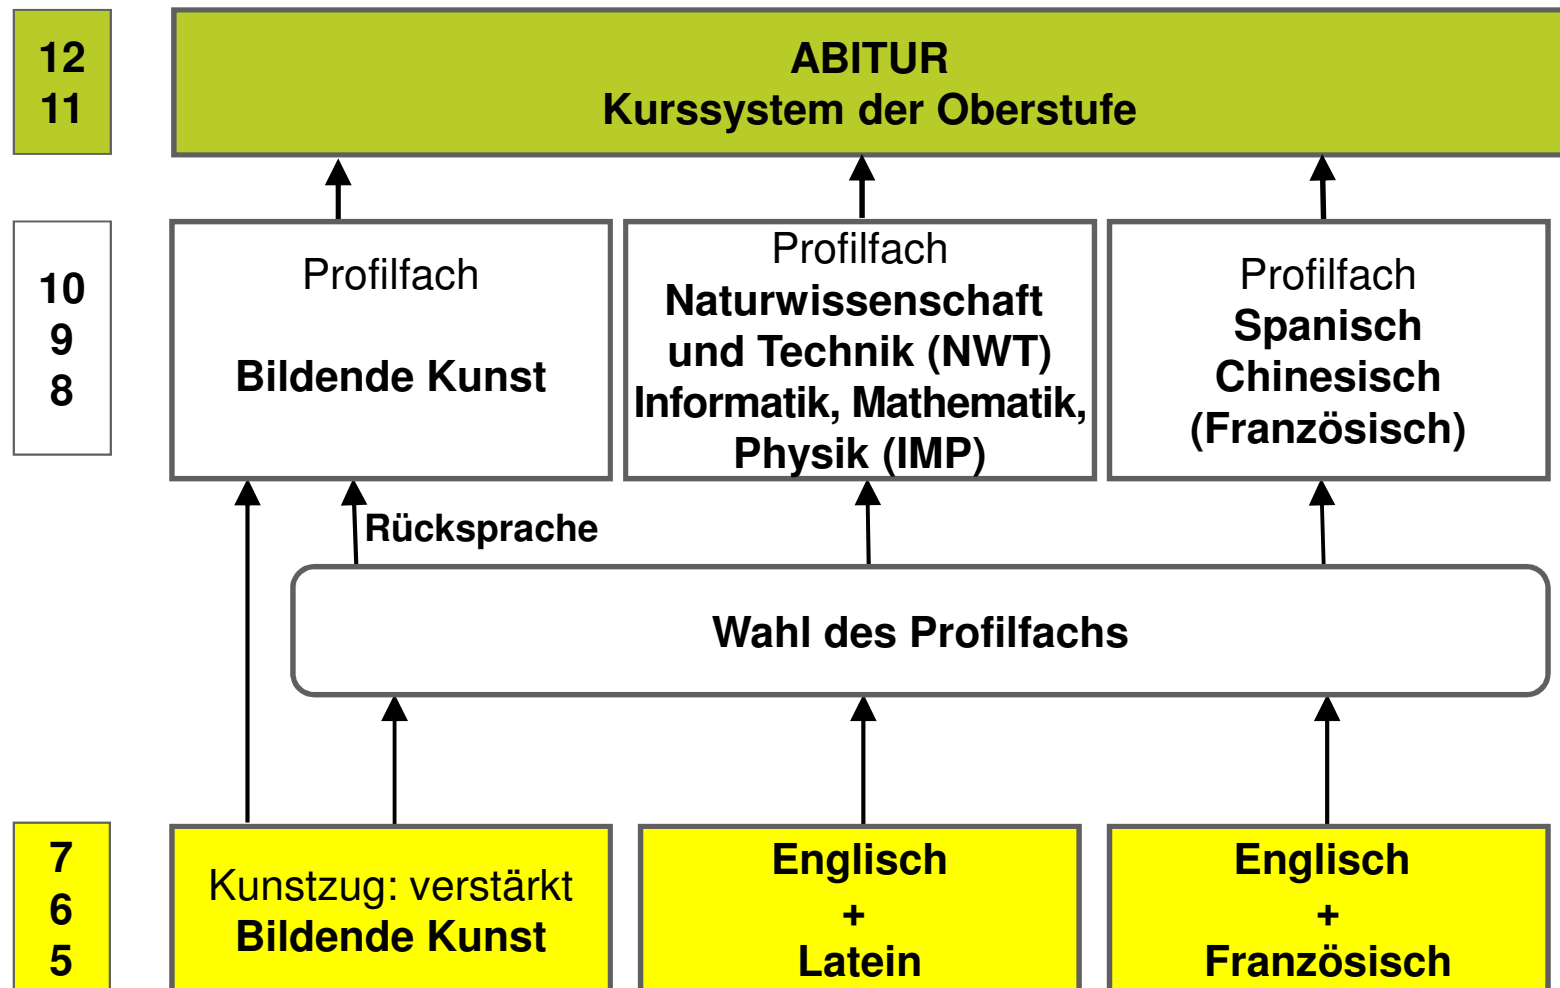 12
11
ABITUR
Kurssystem der Oberstufe
10
9
8
Profilfach
Bildende Kunst
Profilfach
Naturwissenschaft
und Technik (NWT)
Informatik, Mathematik,
Physik (IMP)
Profilfach
Spanisch
Chinesisch
(Französisch)
Rücksprache
Wahl des Profilfachs
7
6
5
Kunstzug: verstärkt
Bildende Kunst
Englisch
+
Latein
Englisch
+
Französisch